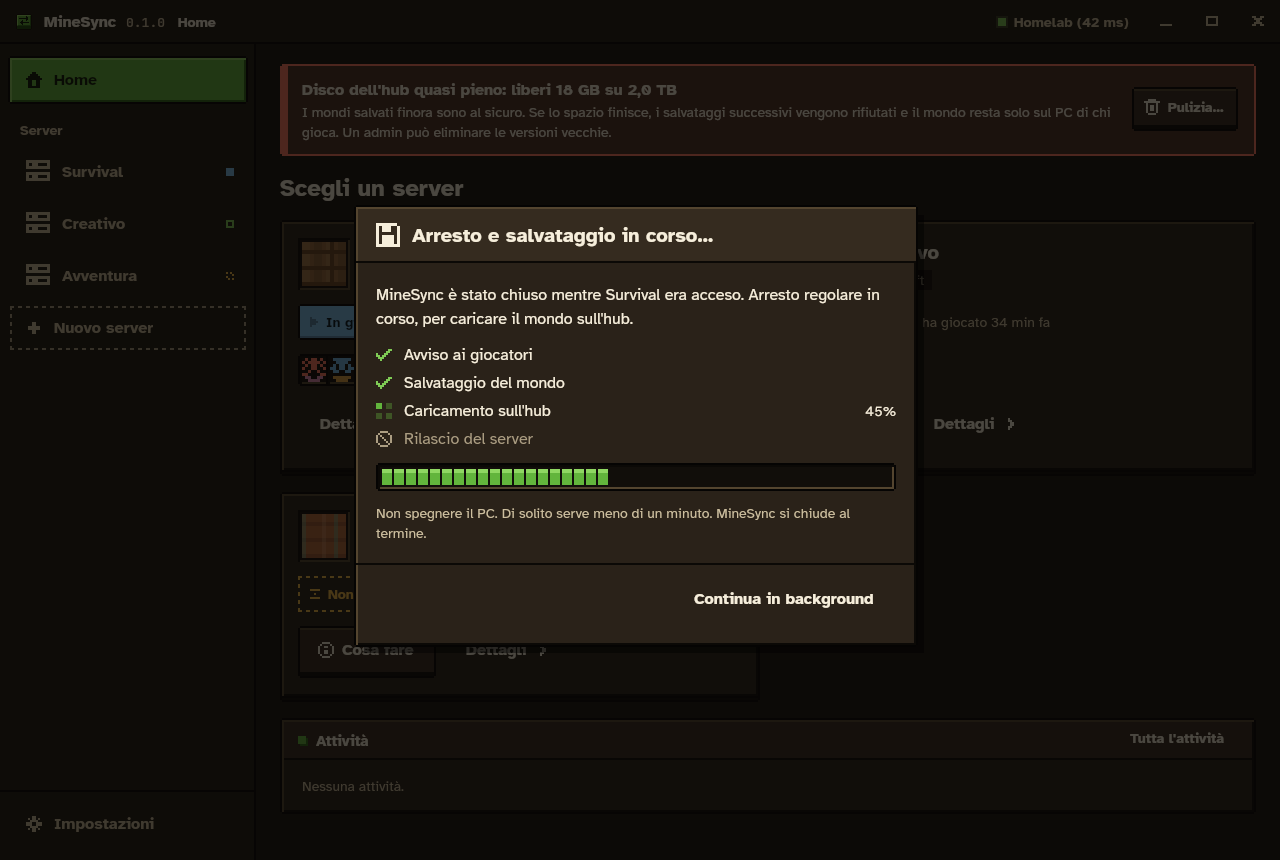 MineSync 0.1.0 Home
Homelab (42 ms)
Home
Server
Survival
Creativo
Avventura
Nuovo server
Impostazioni
Disco dell'hub quasi pieno: liberi 18 GB su 2,0 TB
I mondi salvati finora sono al sicuro. Se lo spazio finisce, i salvataggi successivi vengono rifiutati e il mondo resta solo sul PC di chi
gioca. Un admin può eliminare le versioni vecchie.
Pulizia...
Scegli un server
Arresto e salvataggio in corso...
MineSync è stato chiuso mentre Survival era acceso. Arresto regolare in
corso, per caricare il mondo sull'hub.
Avviso ai giocatori
Salvataggio del mondo
Caricamento sull'hub 45%
Rilascio del server
Non spegnere il PC. Di solito serve meno di un minuto. MineSync si chiude al
termine.
Continua in background
vo
In g
ha giocato 34 min fa
Dett
Dettagli
Non
Cosa fare
Dettagli
Attività
Tutta l'attività
Nessuna attività.